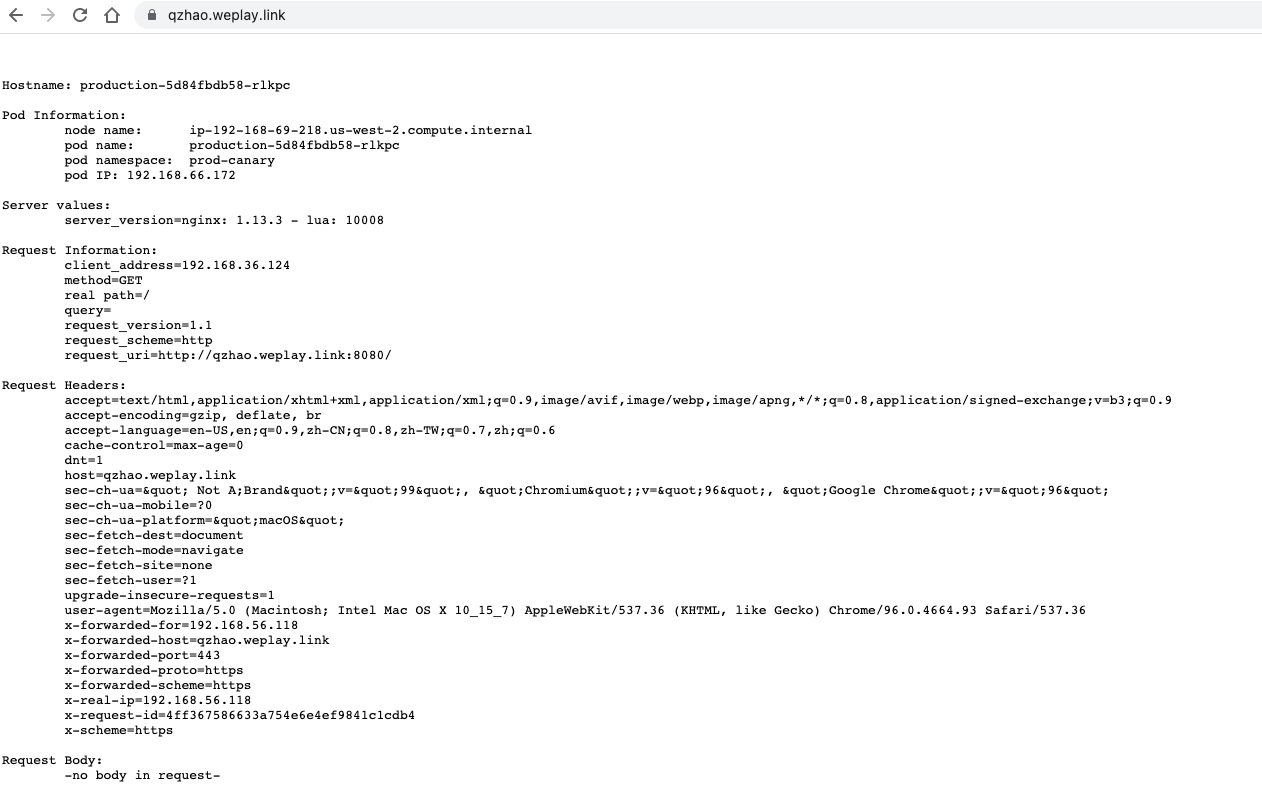 qzhao.weplay.link
Hostname: production-5d84fbdb58-rlkpc
Pod Information:
node name: ip-192-168-69-218.us-west-2.compute.internal
pod name: production-5d84fbdb58-rlkpc
pod namespace: prod-canary
pod IP: 192.168.66.172
Server values:
server_version=nginx: 1.13.3 - lua: 10008
Request Information:
client_address=192.168.36.124
method=GET
real path=/
query=
request_version=1.1
request_scheme=http
request_uri=http://qzhao.weplay.link:8080/
Request Headers:
accept=text/html,application/xhtml+xml,application/xml;q=0.9,image/avif,image/webp,image/apng,*/*;q=0.8,application/signed-exchange;v=b3;q=0.9
accept-encoding=gzip, deflate, br
accept-language=en-US,en;q=0.9,zh-CN;q=0.8,zh-TW;q=0.7,zh;q=0.6
cache-control=max-age=0
dnt=1
host=qzhao.weplay.link
sec-ch-ua=&quot; Not A;Brand&quot;;v=&quot;99&quot;, &quot;Chromium&quot;;v=&quot;96&quot;, &quot;Google Chrome&quot;;v=&quot;96&quot;
sec-ch-ua-mobile=?0
sec-ch-ua-platform=&quot;macOS&quot;
sec-fetch-dest=document
sec-fetch-mode=navigate
sec-fetch-site=none
sec-fetch-user=?1
upgrade-insecure-requests=1
user-agent=Mozilla/5.0 (Macintosh; Intel Mac OS X 10_15_7) AppleWebKit/537.36 (KHTML, like Gecko) Chrome/96.0.4664.93 Safari/537.36
x-forwarded-for=192.168.56.118
x-forwarded-host=qzhao.weplay.link
x-forwarded-port=443
x-forwarded-proto=https
x-forwarded-scheme=https
x-real-ip=192.168.56.118
x-request-id=4ff367586633a754e6e4ef9841c1cdb4
x-scheme=https
Request Body:
-no body in request-